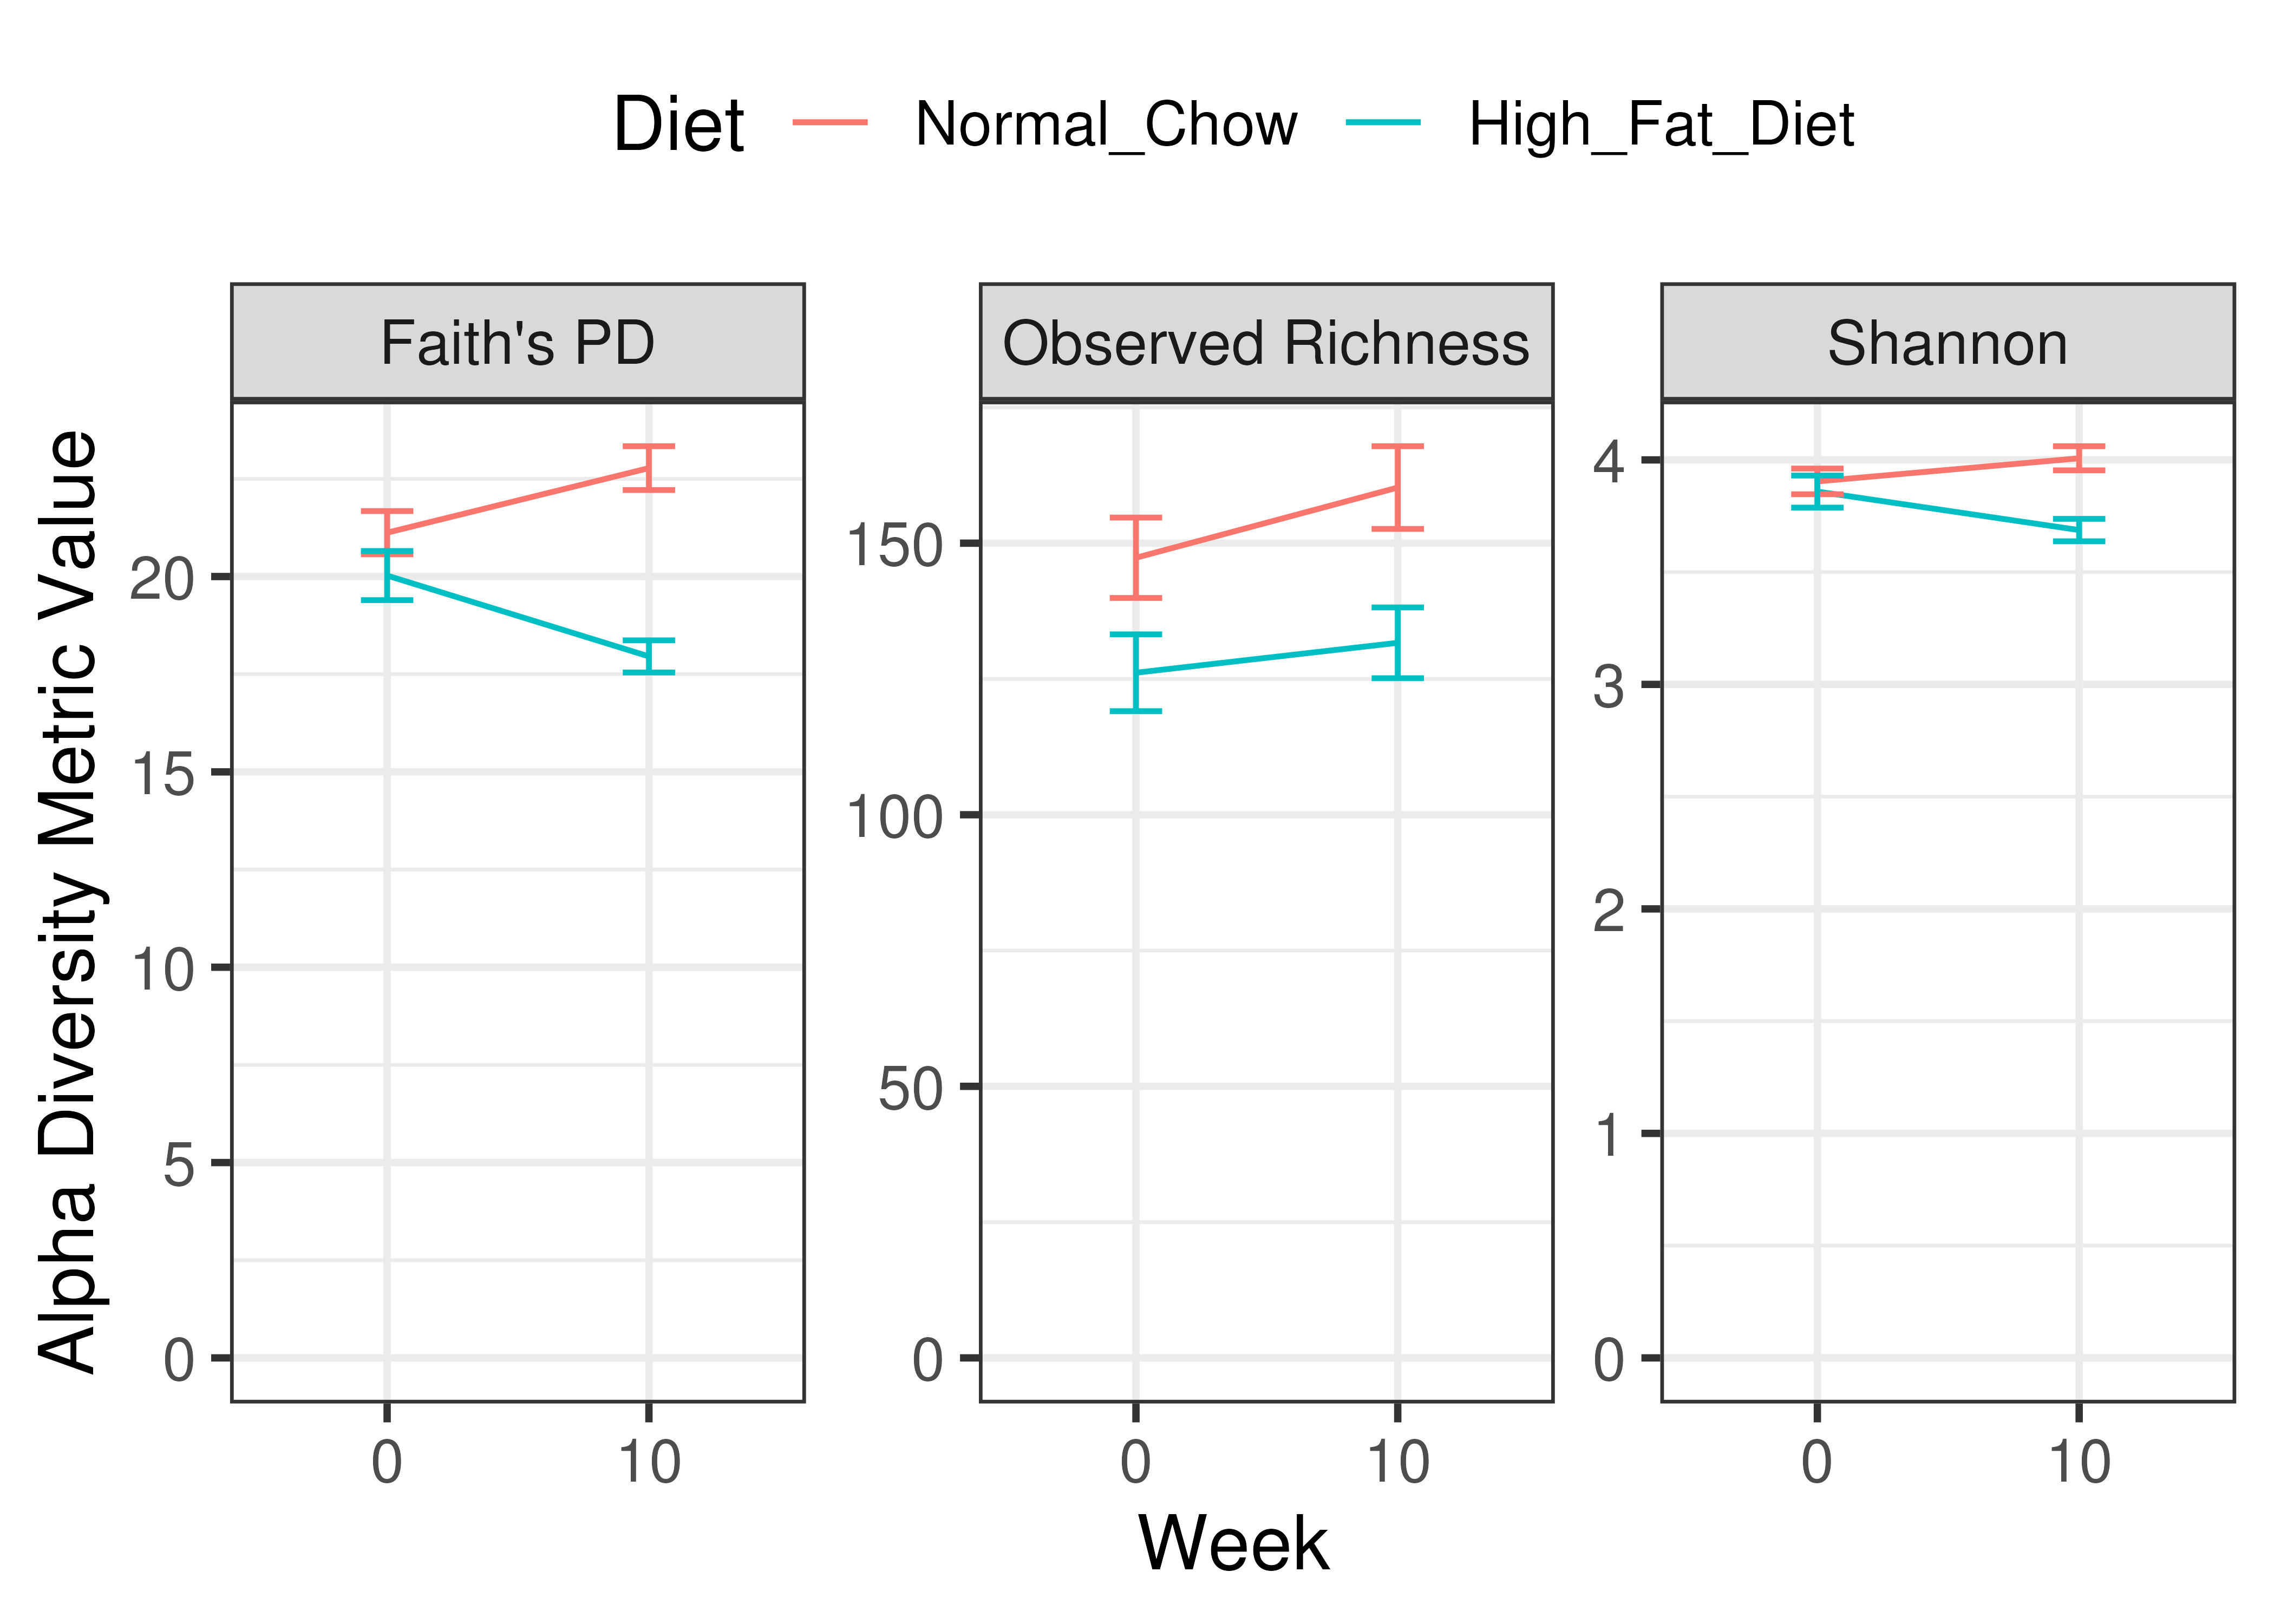 Diet Normal_Chow High_Fat_Diet
Faith's PD
Observed Richness
Shannon
Alpha Diversity Metric Value
20
15
10
5
0
0 10
150
100
50
0
0 10
4
3
2
1
0
0 10
Week